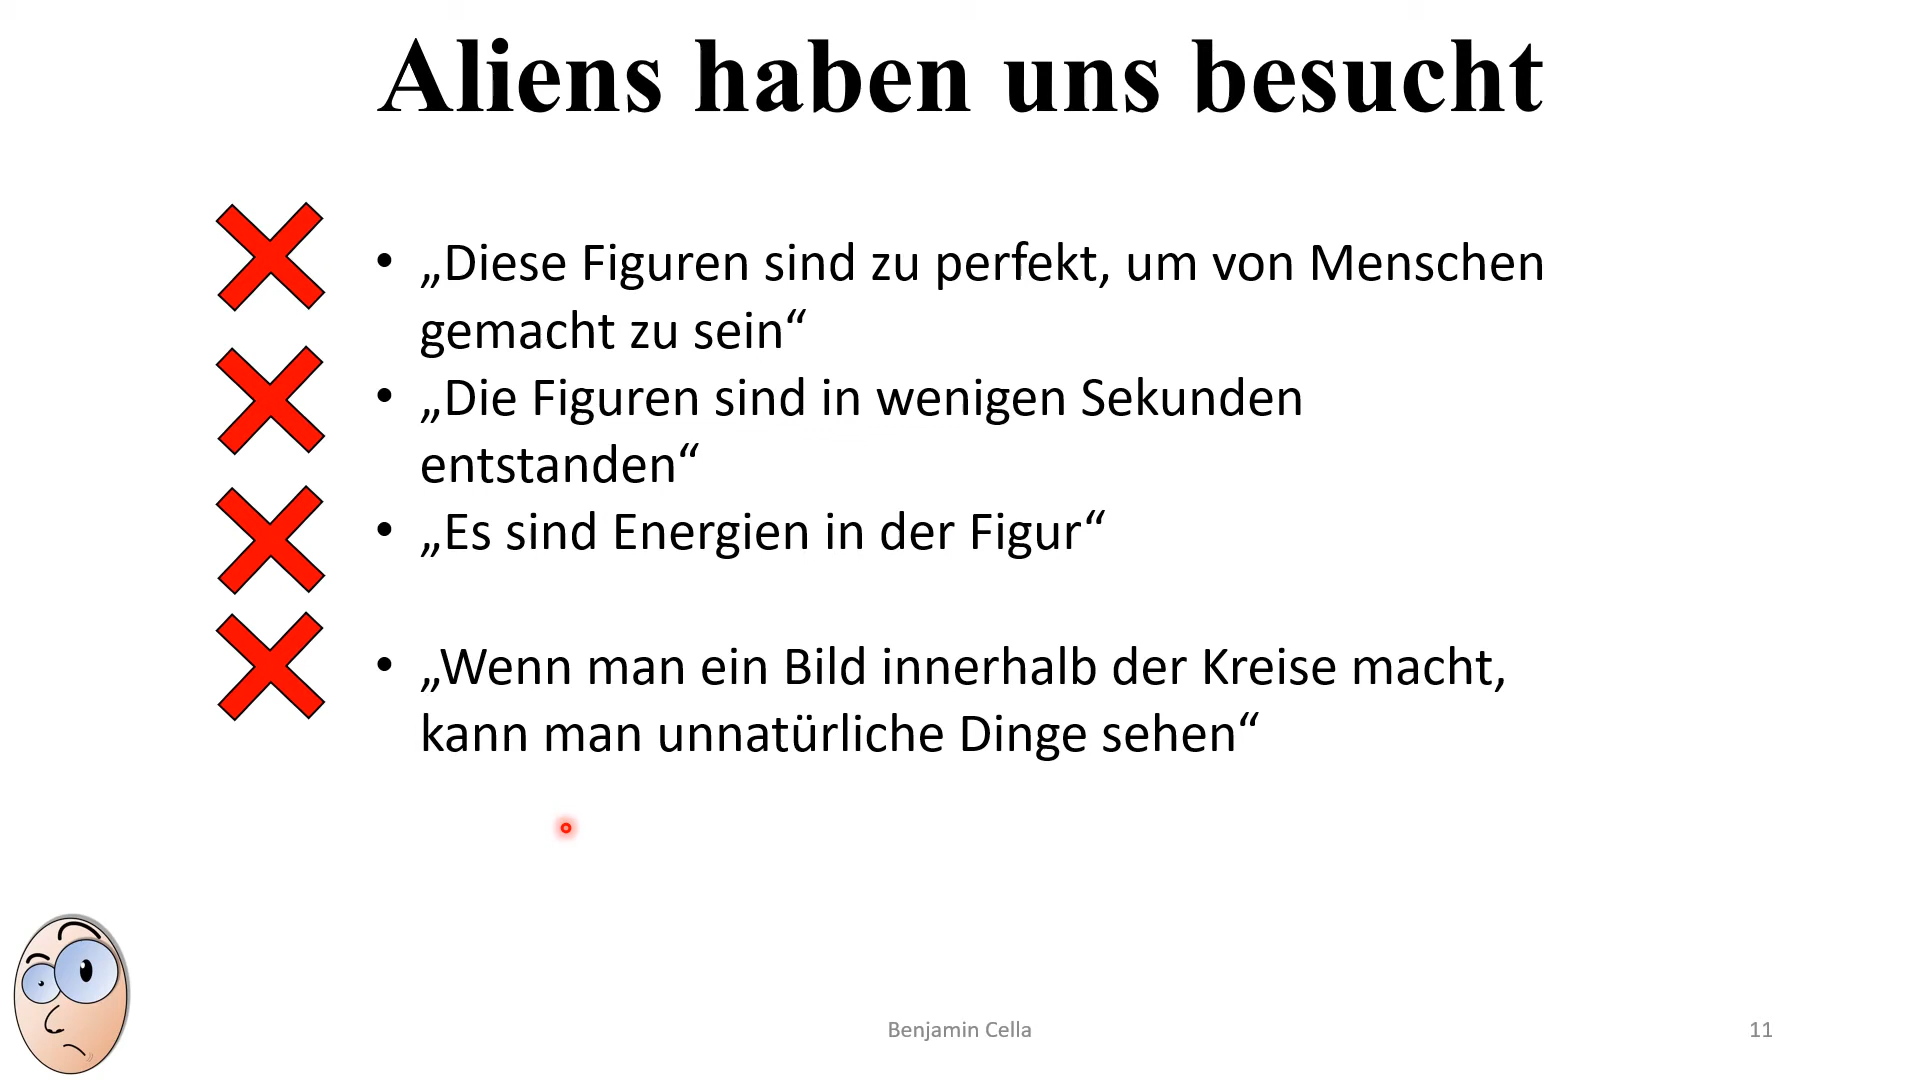 Aliens haben uns besucht
• „Diese Figuren sind zu perfekt, um von Menschen
gemacht zu sein“
• „Die Figuren sind in wenigen Sekunden
entstanden“
• „Es sind Energien in der Figur“
• „Wenn man ein Bild innerhalb der Kreise macht,
kann man unnatürliche Dinge sehen“
Benjamin Cella
11